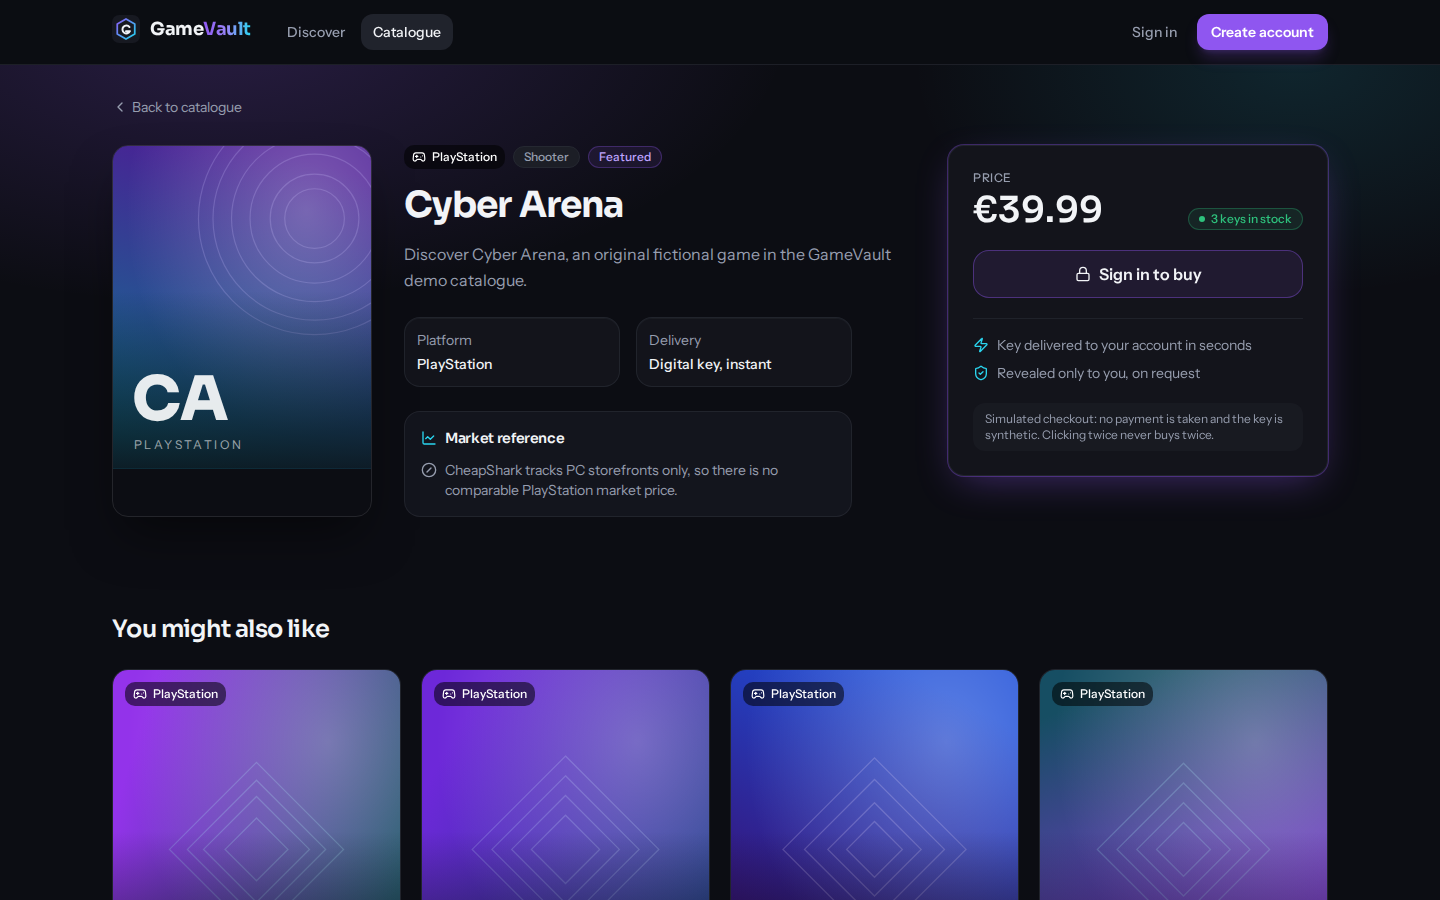 GameVault
Discover
Catalogue
Sign in
Create account
Back to catalogue
PlayStation
Shooter
Featured
Cyber Arena
Discover Cyber Arena, an original fictional game in the GameVault
demo catalogue.
Platform
PlayStation
Delivery
Digital key, instant
Market reference
CheapShark tracks PC storefronts only, so there is no
comparable PlayStation market price.
CA
PLAYSTATION
PRICE
€39.99
3 keys in stock
Sign in to buy
Key delivered to your account in seconds
Revealed only to you, on request
Simulated checkout: no payment is taken and the key is
synthetic. Clicking twice never buys twice.
You might also like
PlayStation
PlayStation
PlayStation
PlayStation